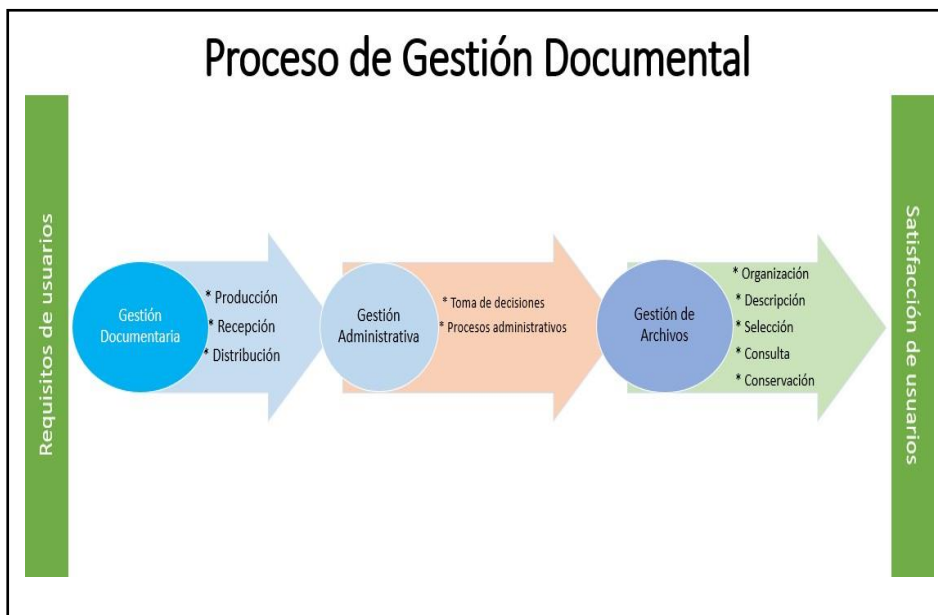 Proceso de Gestión Documental
Requisitos de usuarios
Gestión
Documentaria
* Producción
* Recepción
* Distribución
Gestión
Administrativa
* Toma de decisiones
* Procesos administrativos
Gestión de
Archivos
* Organización
* Descripción
* Selección
* Consulta
* Conservación
Satisfacción de usuarios